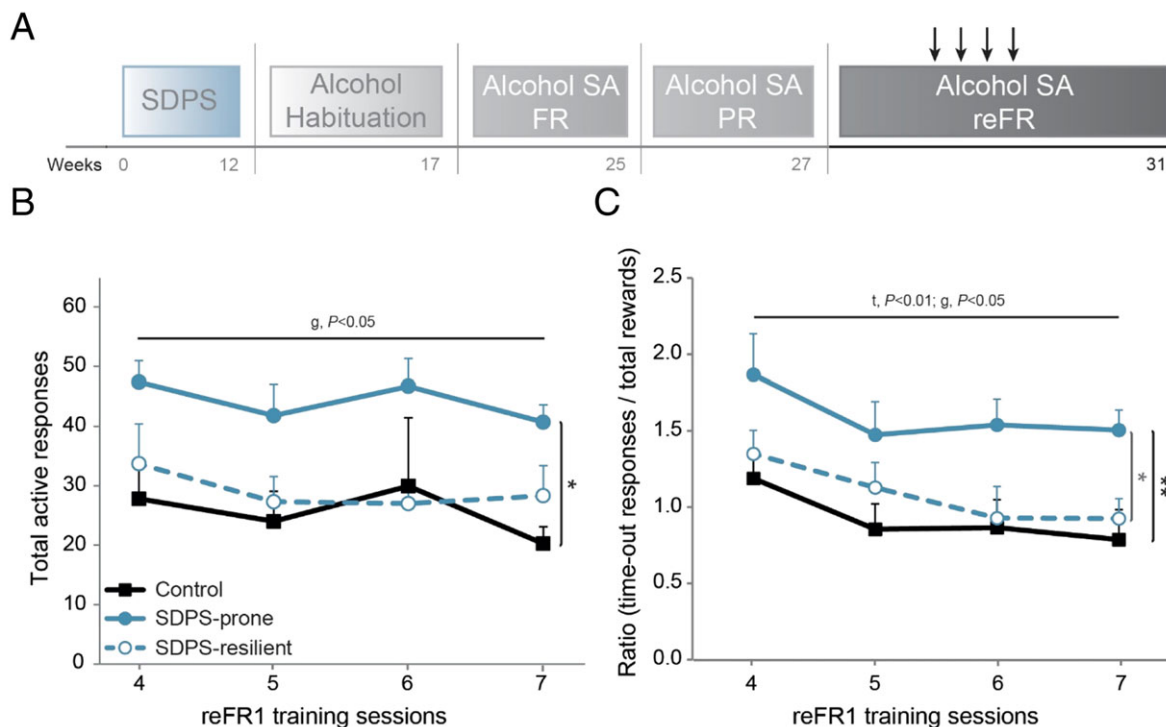 A
SDPS
Alcohol
Habituation
Alcohol SA
FR
Alcohol SA
PR
Alcohol SA
reFR
Weeks 0 12 17 25 27 31
B
Total active responses
60
50
40
30
20
10
0
g, P<0.05
*
Control
SDPS-prone
SDPS-resilient
4 5 6 7
reFR1 training sessions
C
Ratio (time-out responses / total rewards)
2.5
2.0
1.5
1.0
0.5
0.0
t, P<0.01; g, P<0.05
*
**
4 5 6 7
reFR1 training sessions